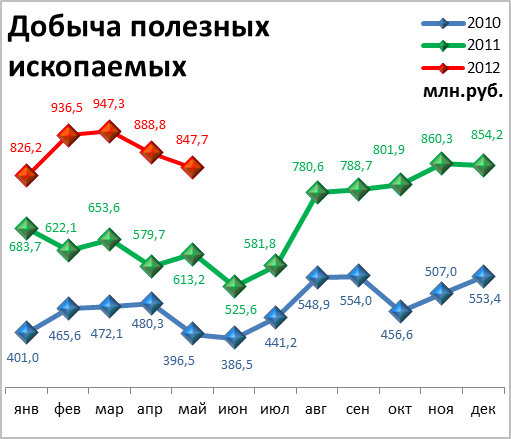 Добыча полезных
ископаемых
2010
2011
2012
млн.руб.
826,2 936,5 947,3 888,8 847,7
683,7 622,1 653,6 579,7 613,2 525,6 581,8 780,6 788,7 801,9 860,3 854,2
401,0 465,6 472,1 480,3 396,5 386,5 441,2 548,9 554,0 456,6 507,0 553,4
янв фев мар апр май июн июл авг сен окт ноя дек